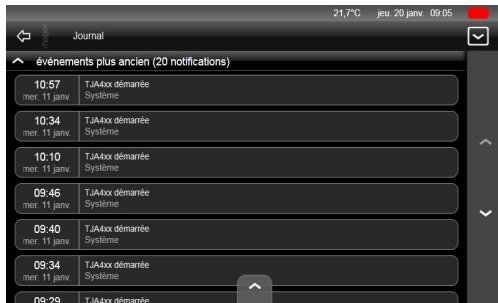 21,7°C jeu. 20 janv. 09:05
:hager
Journal
événements plus ancien (20 notifications)
10:57 TJA4xx démarrée
mer. 11 janv. Système
10:34 TJA4xx démarrée
mer. 11 janv. Système
10:10 TJA4xx démarrée
mer. 11 janv. Système
09:46 TJA4xx démarrée
mer. 11 janv. Système
09:40 TJA4xx démarrée
mer. 11 janv. Système
09:34 TJA4xx démarrée
mer. 11 janv. Système
09:29 TJA4xx démarrée